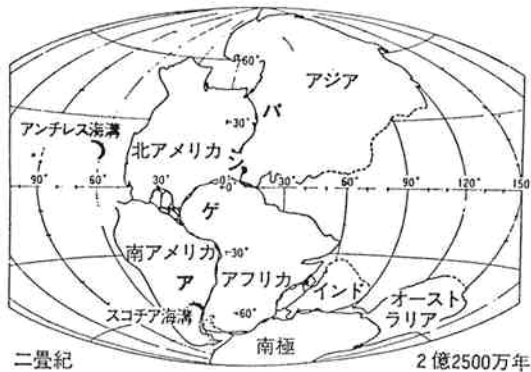 60°
アジア
パ
アンチレス海溝
30°
北アメリカ
ン
90°
60°
30°
0°
30°
60°
90°
120°
150°
ゲ
南アメリカ
30°
ア
アフリカ
インド
オースト
ラリア
スコチア海溝
60°
南極
二畳紀
2億2500万年